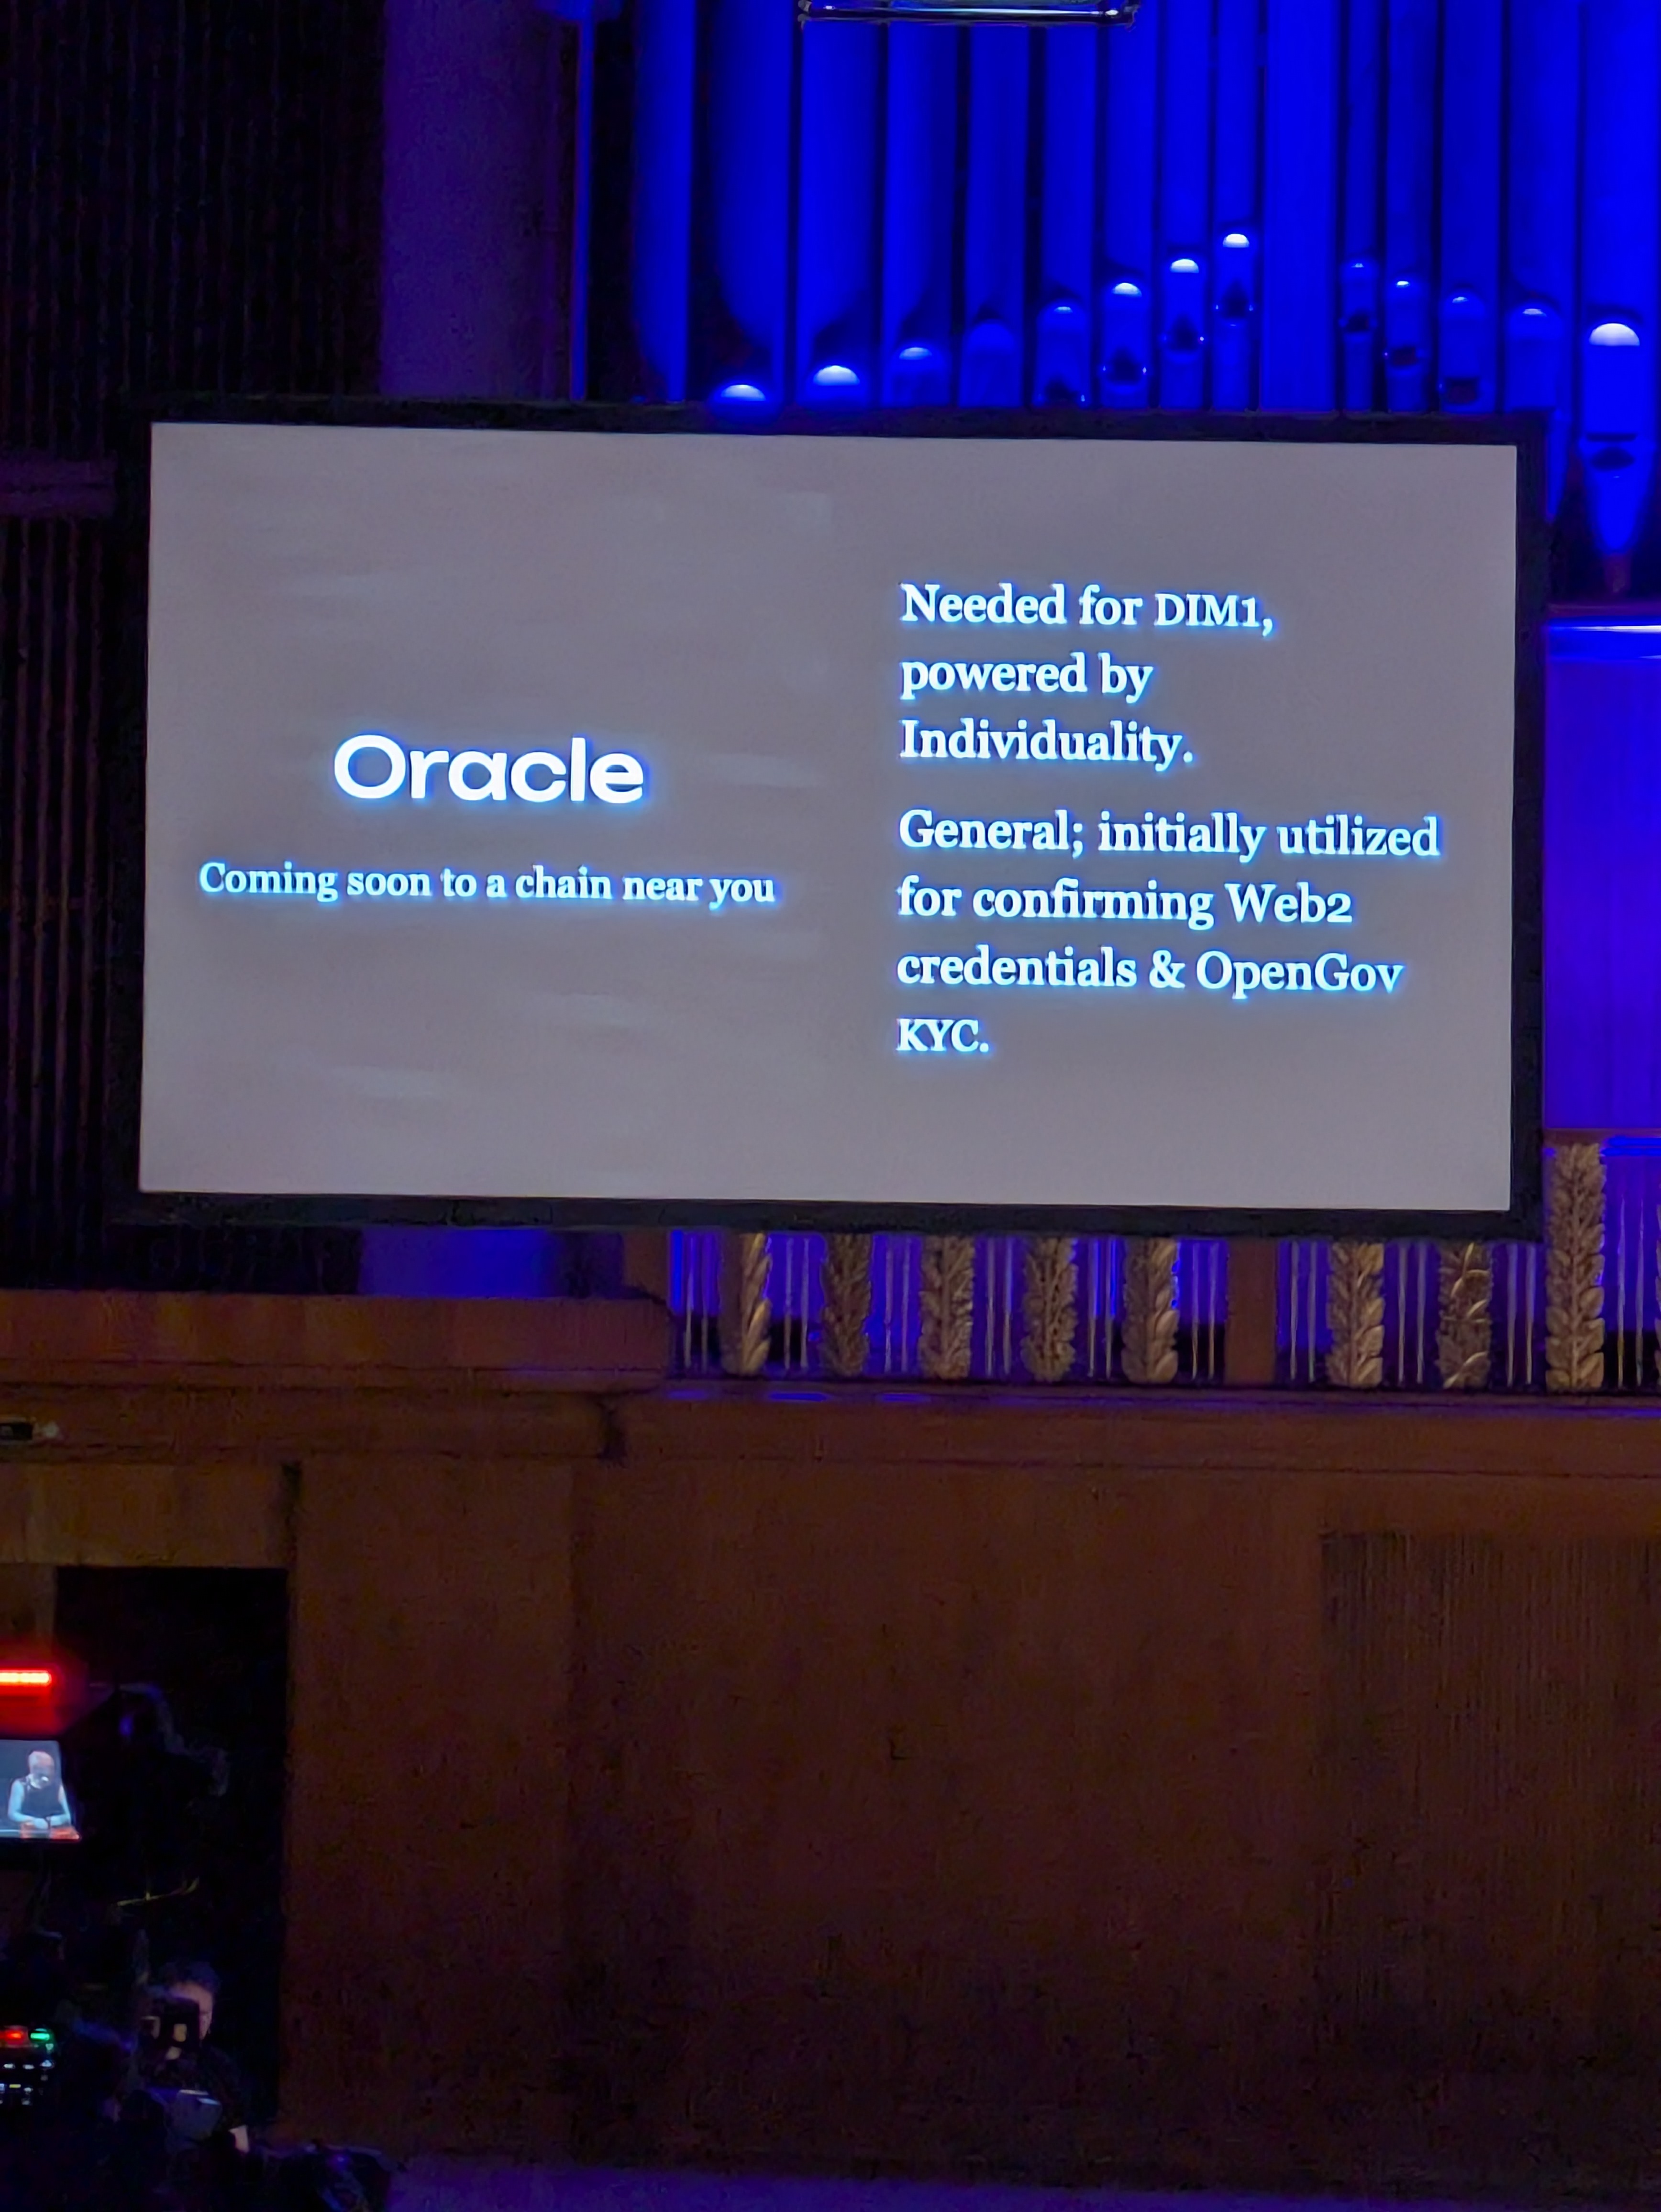 Oracle
Coming soon to a chain near you
Needed for DIM1,
powered by
Individuality.
General; initially utilized
for confirming Web2
credentials & OpenGov
KYC.